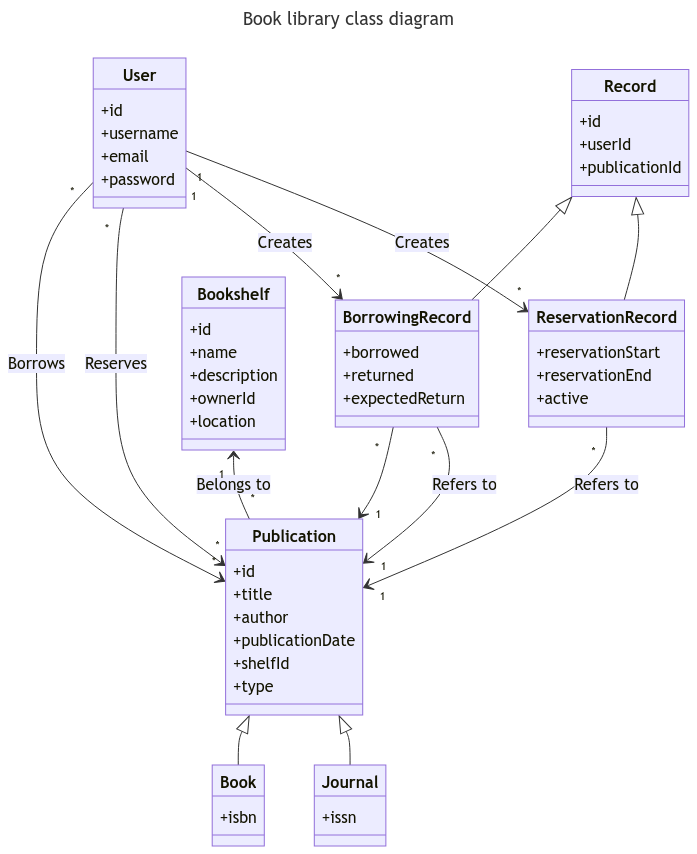 Book library class diagram
User
+id
+username
+email
+password
Record
+id
+userId
+publicationId
*
*
1
1
Creates
Creates
*
*
Bookshelf
+id
+name
+description
+ownerId
+location
BorrowingRecord
+borrowed
+returned
+expectedReturn
ReservationRecord
+reservationStart
+reservationEnd
+active
Borrows
Reserves
1
Belongs to
*
*
*
Refers to
*
Refers to
1
1
1
*
*
Publication
+id
+title
+author
+publicationDate
+shelfId
+type
Book
+isbn
Journal
+issn